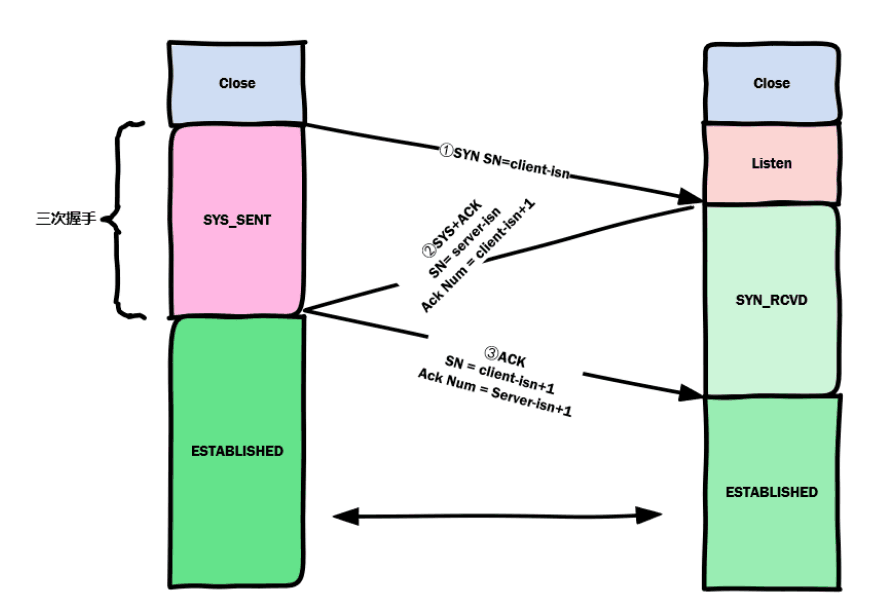 Close
Close
①SYN SN=client-isn
Listen
三次握手
SYS_SENT
②SYS+ACK
SN= server-isn
Ack Num = client-isn+1
SYN_RCVD
③ACK
SN = client-isn+1
Ack Num = Server-isn+1
ESTABLISHED
ESTABLISHED